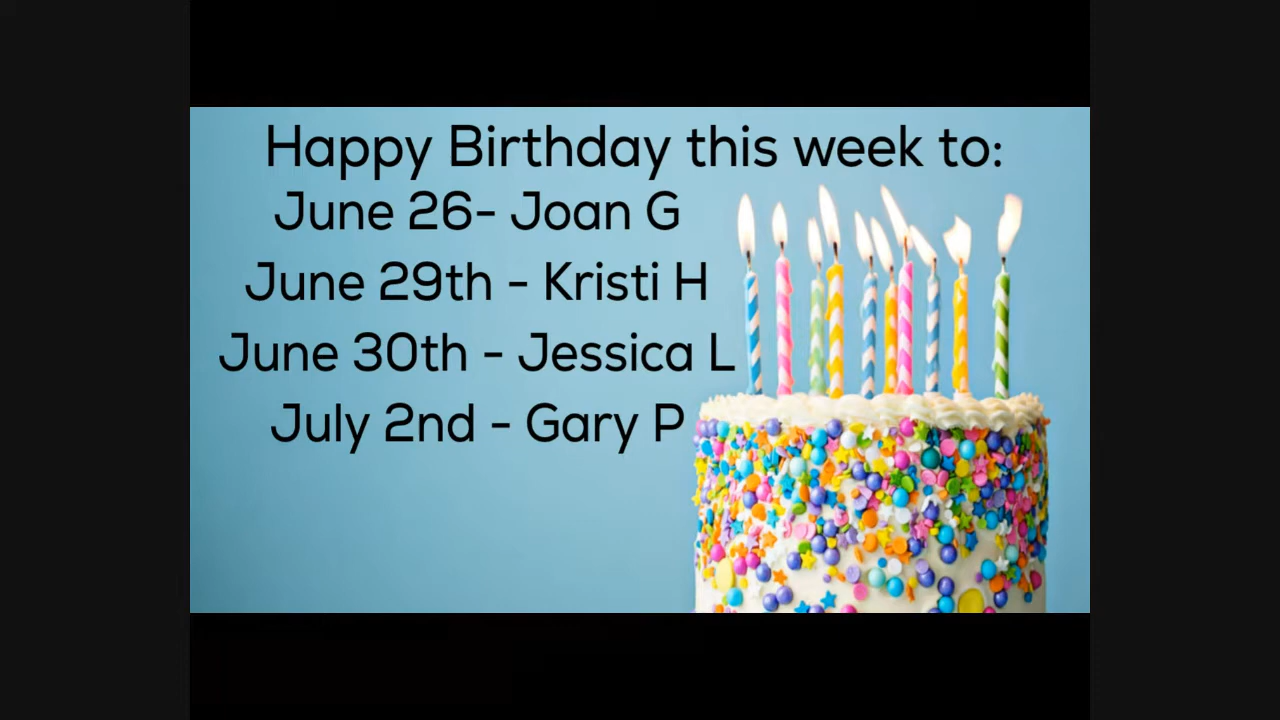 Happy Birthday this week to:
June 26- Joan G
June 29th - Kristi H
June 30th - Jessica L
July 2nd - Gary P